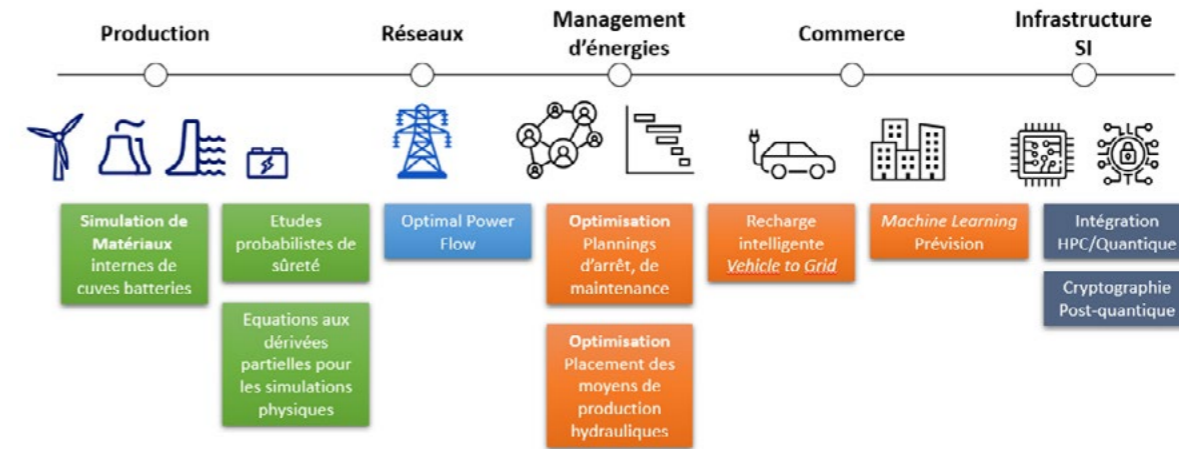 Production
Réseaux
Management
d'énergies
Commerce
Infrastructure
SI
Simulation de
Matériaux
internes de
cuves batteries
Etudes
probabilistes de
sûreté
Equations aux
dérivées
partielles pour
les simulations
physiques
Optimal Power
Flow
Optimisation
Plannings
d'arrêt, de
maintenance
Optimisation
Placement des
moyens de
production
hydrauliques
Recharge
intelligente
Vehicle to Grid
Machine Learning
Prévision
Intégration
HPC/Quantique
Cryptographie
Post-quantique